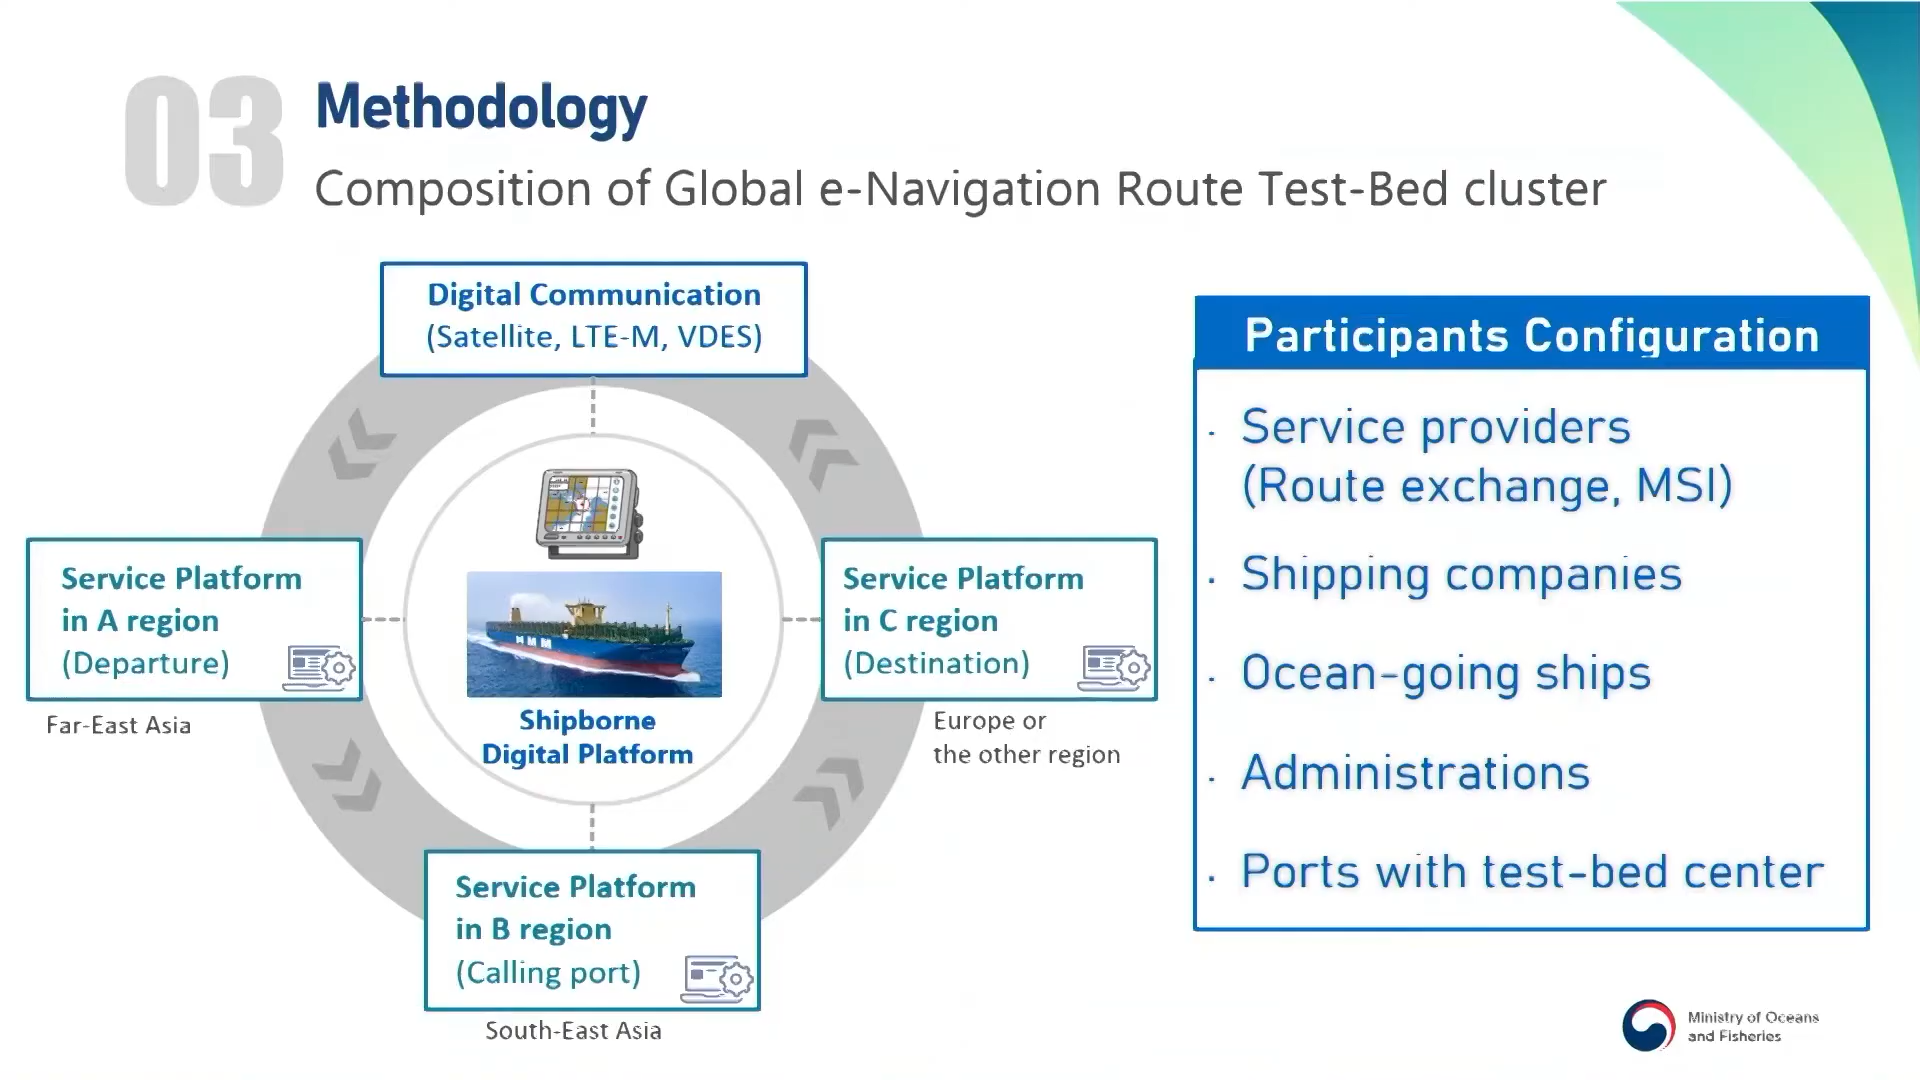 03
Methodology
Composition of Global e-Navigation Route Test-Bed cluster
Digital Communication
(Satellite, LTE-M, VDES)
Service Platform
in A region
(Departure)
Far-East Asia
HMM
Shipborne
Digital Platform
Service Platform
in C region
(Destination)
Europe or
the other region
Service Platform
in B region
(Calling port)
South-East Asia
Participants Configuration
· Service providers
(Route exchange, MSI)
· Shipping companies
· Ocean-going ships
· Administrations
· Ports with test-bed center
Ministry of Oceans
and Fisheries